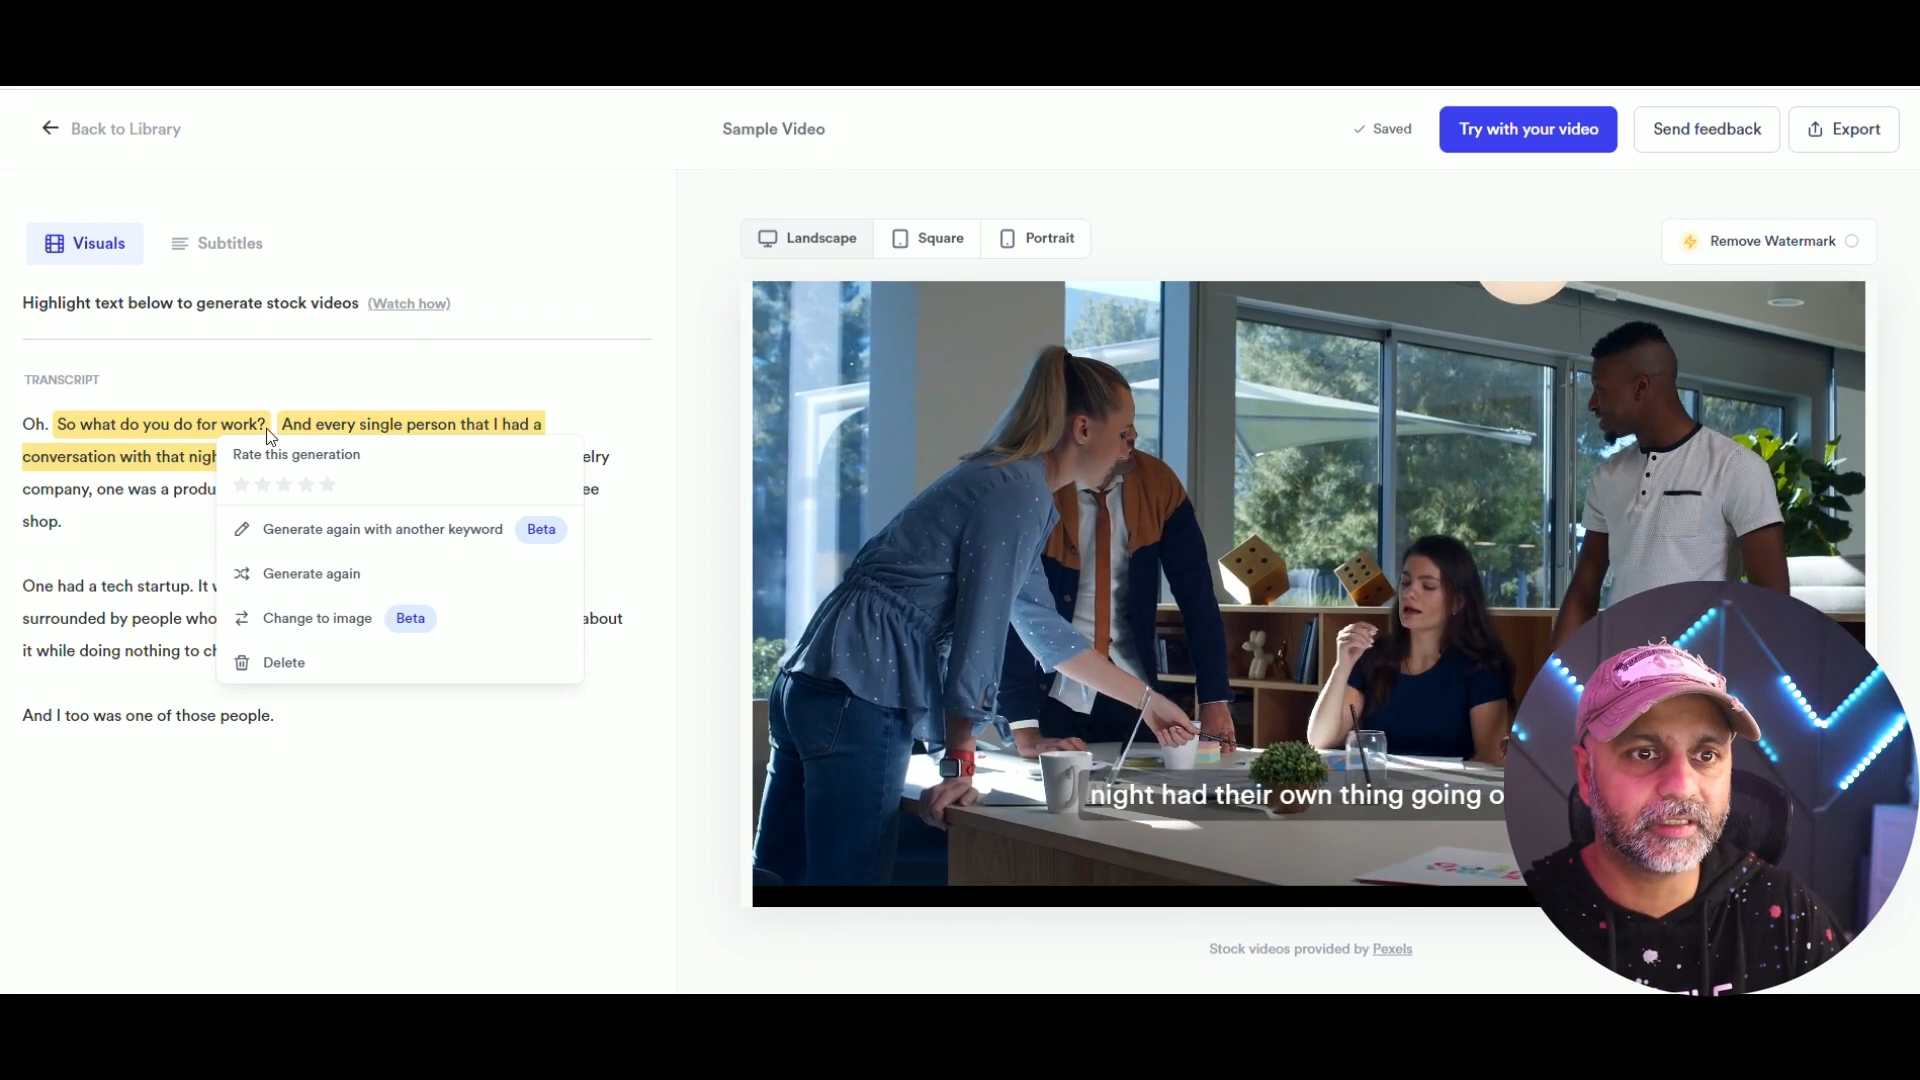 Back to Library
Sample Video
Saved
Try with your video
Send feedback
Export
Visuals
Subtitles
Highlight text below to generate stock videos (Watch how)
TRANSCRIPT
Oh. So what do you do for work? And every single person that I had a
conversation with that nigh
elry
company, one was a produ
ee
shop.
One had a tech startup. It
surrounded by people who
about
it while doing nothing to ch
And I too was one of those people.
Rate this generation
Generate again with another keyword Beta
Generate again
Change to image Beta
Delete
Landscape
Square
Portrait
Remove Watermark
night had their own thing going o
Stock videos provided by Pexels